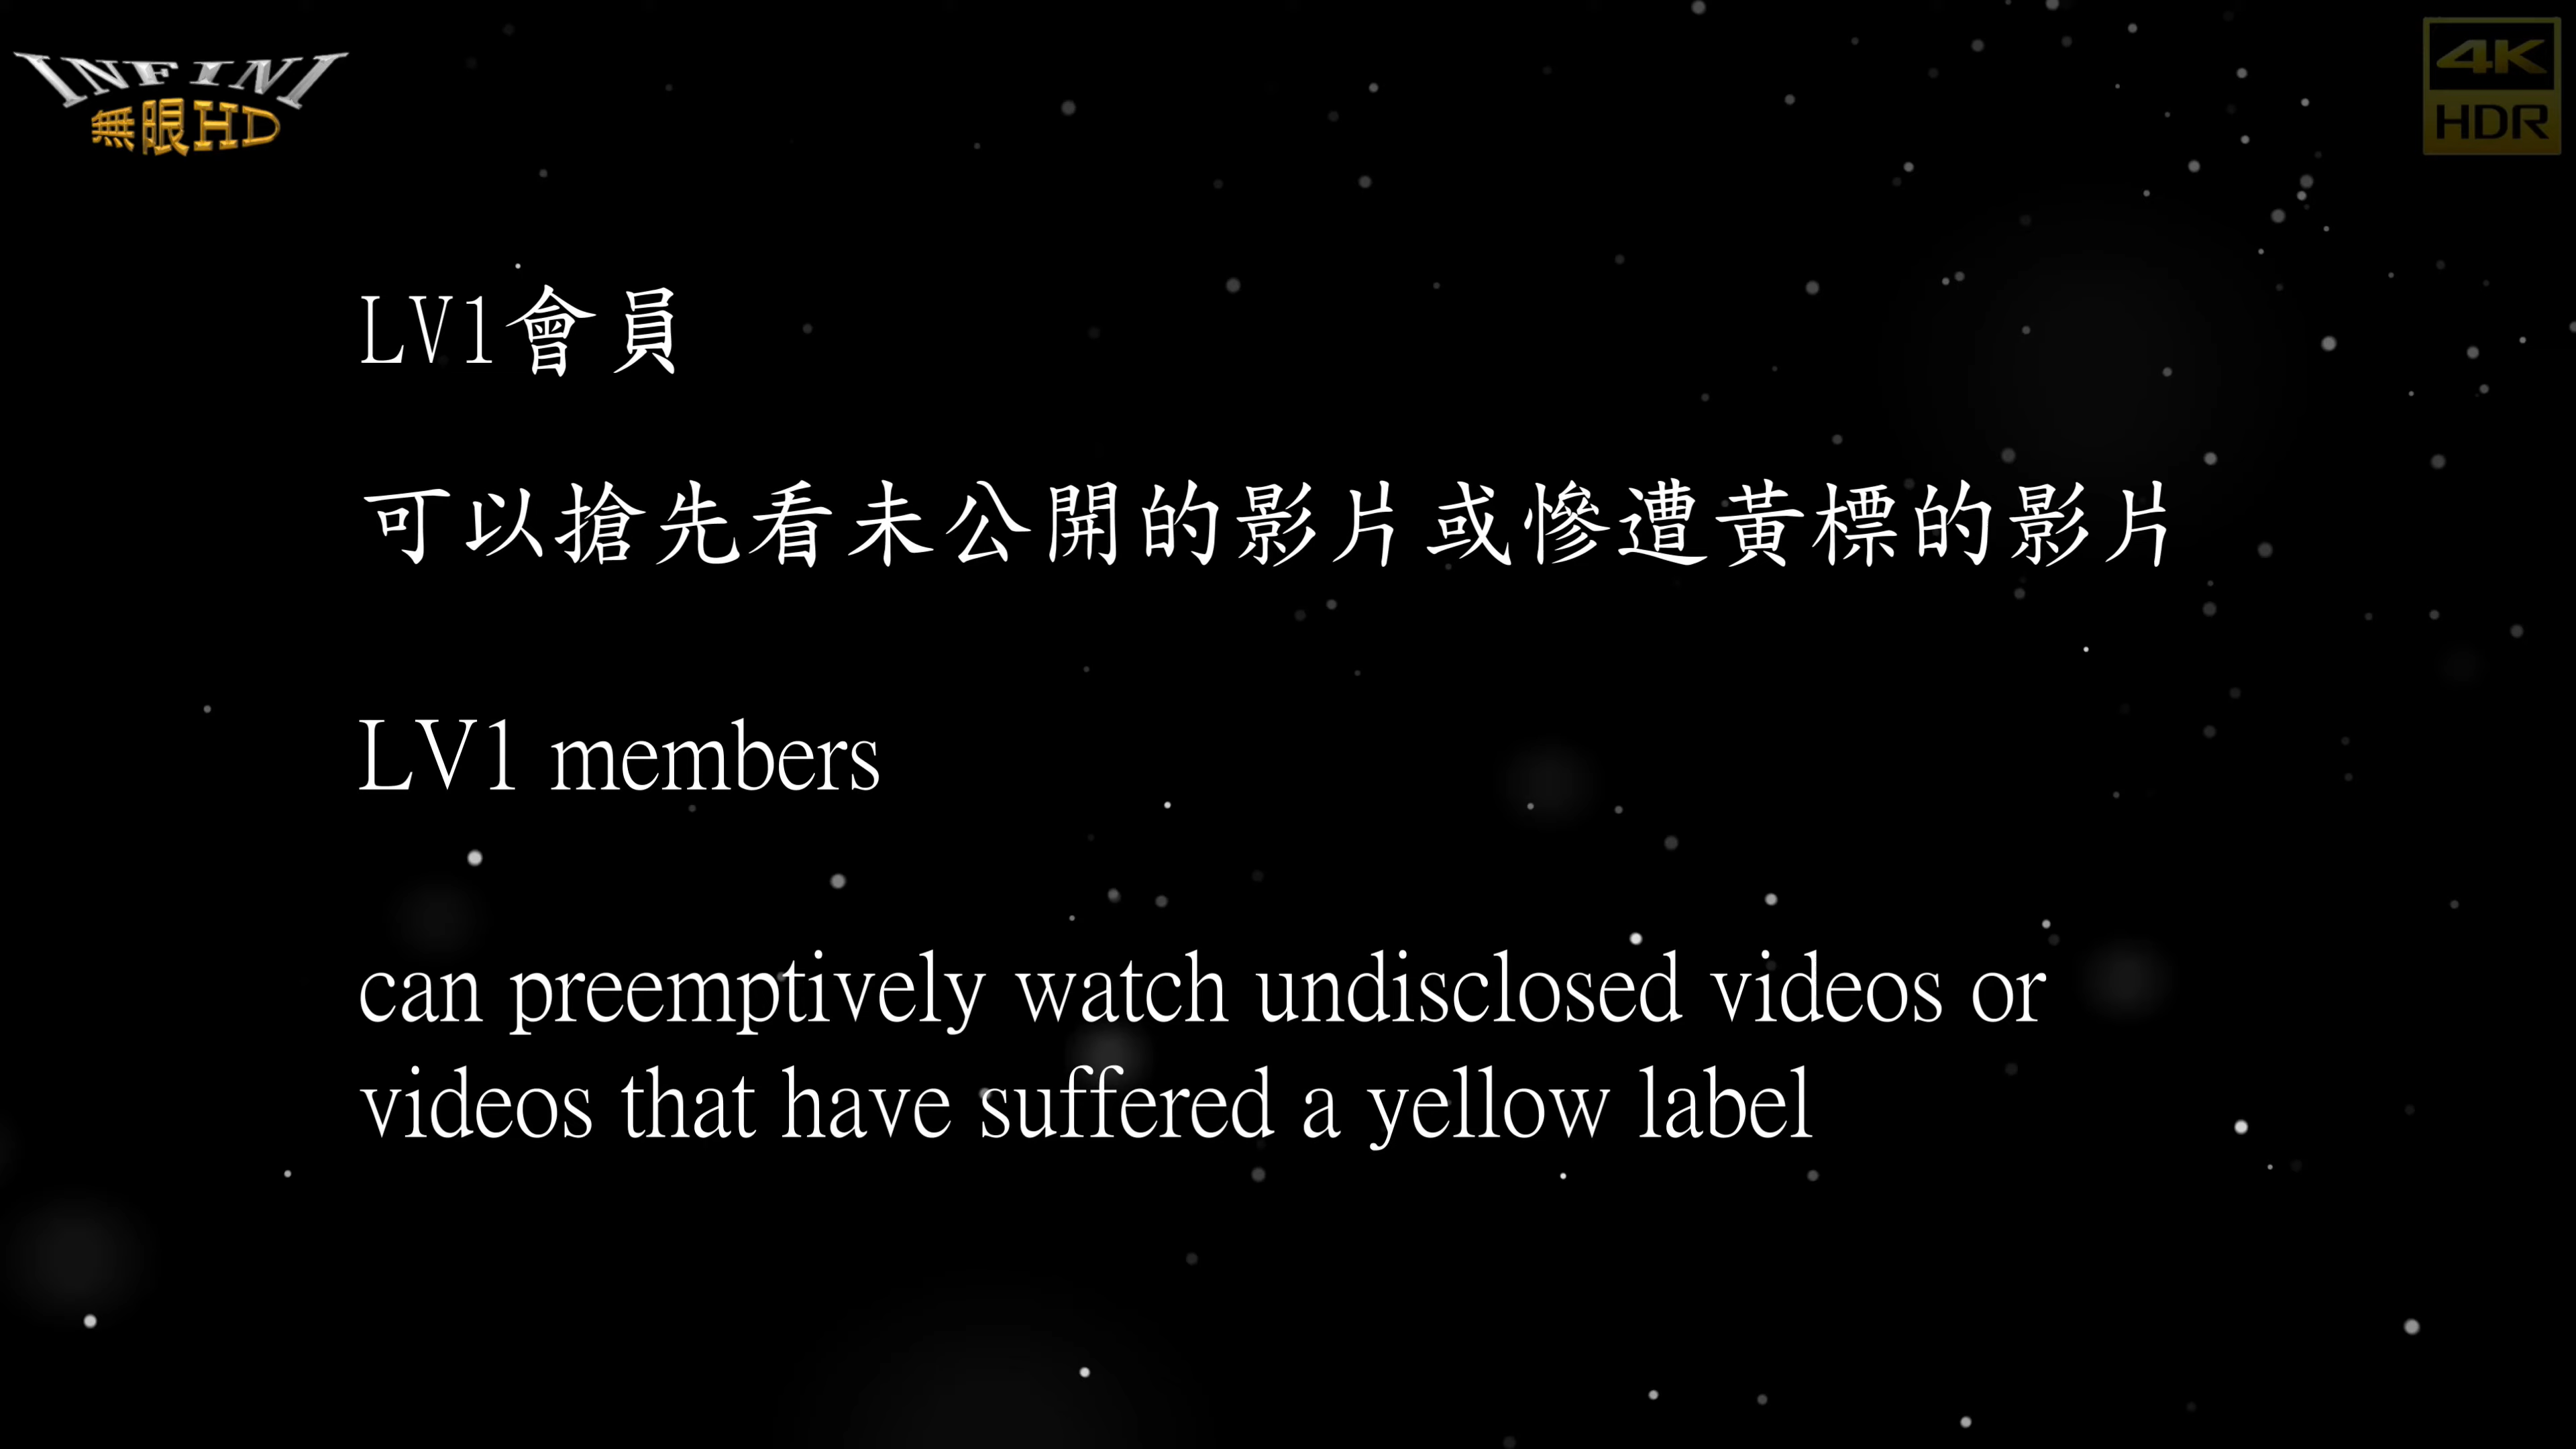 INFINI
無限HD
4K
HDR
LV1會員
可以搶先看未公開的影片或慘遭黃標的影片
LV1 members
can preemptively watch undisclosed videos or
videos that have suffered a yellow label